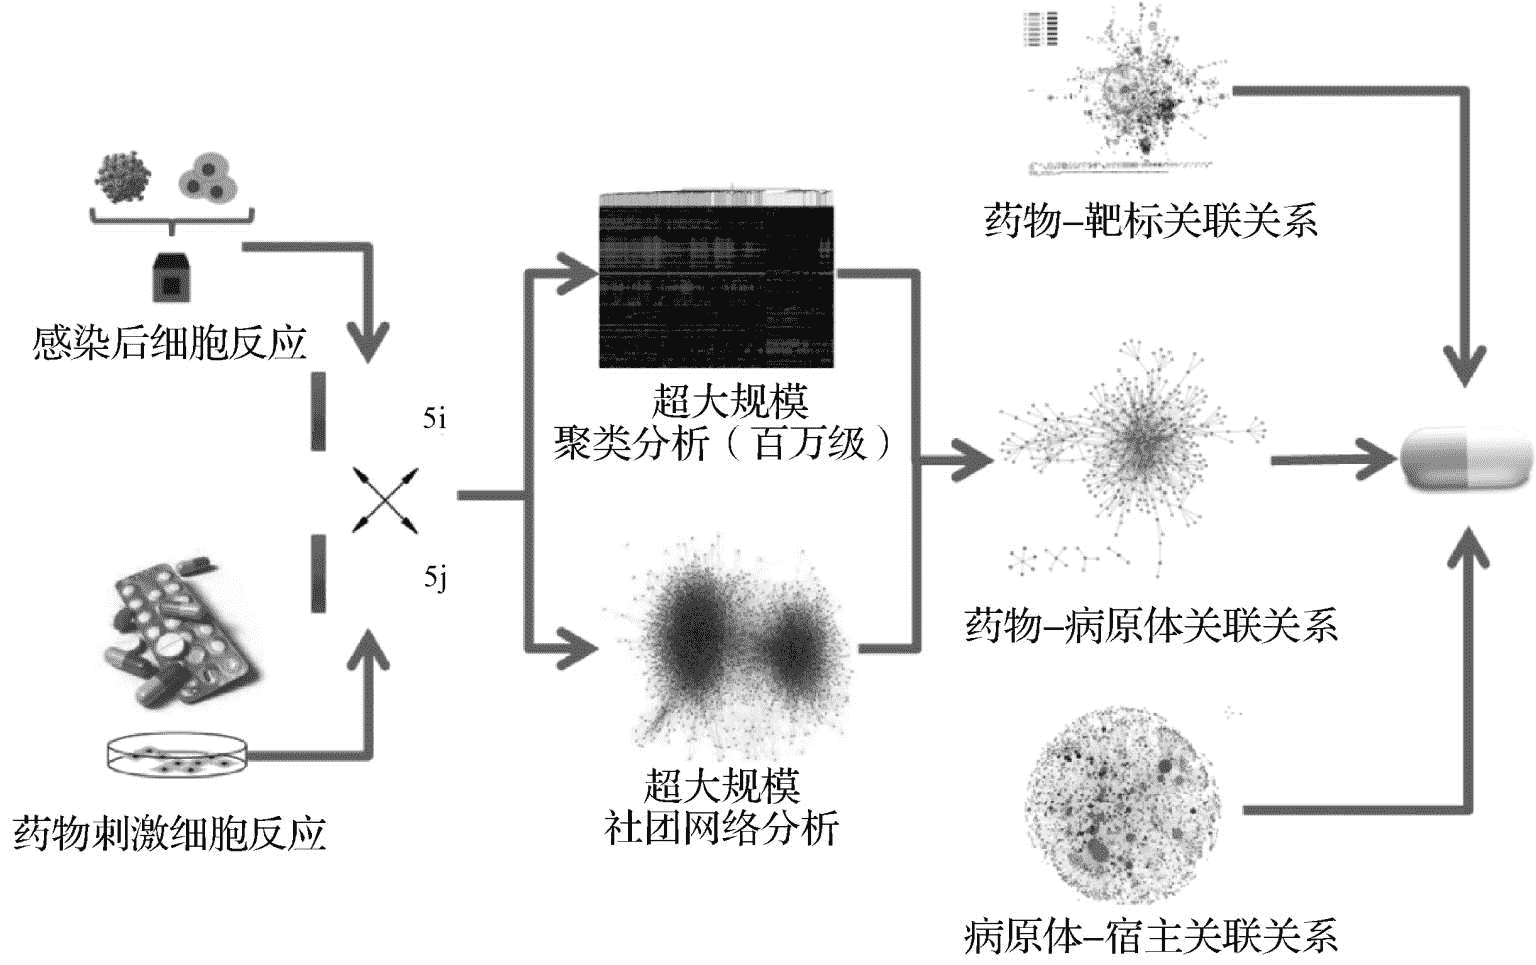 感染后细胞反应
5i
5j
药物刺激细胞反应
超大规模
聚类分析（百万级）
超大规模
社团网络分析
药物-靶标关联关系
药物-病原体关联关系
病原体-宿主关联关系